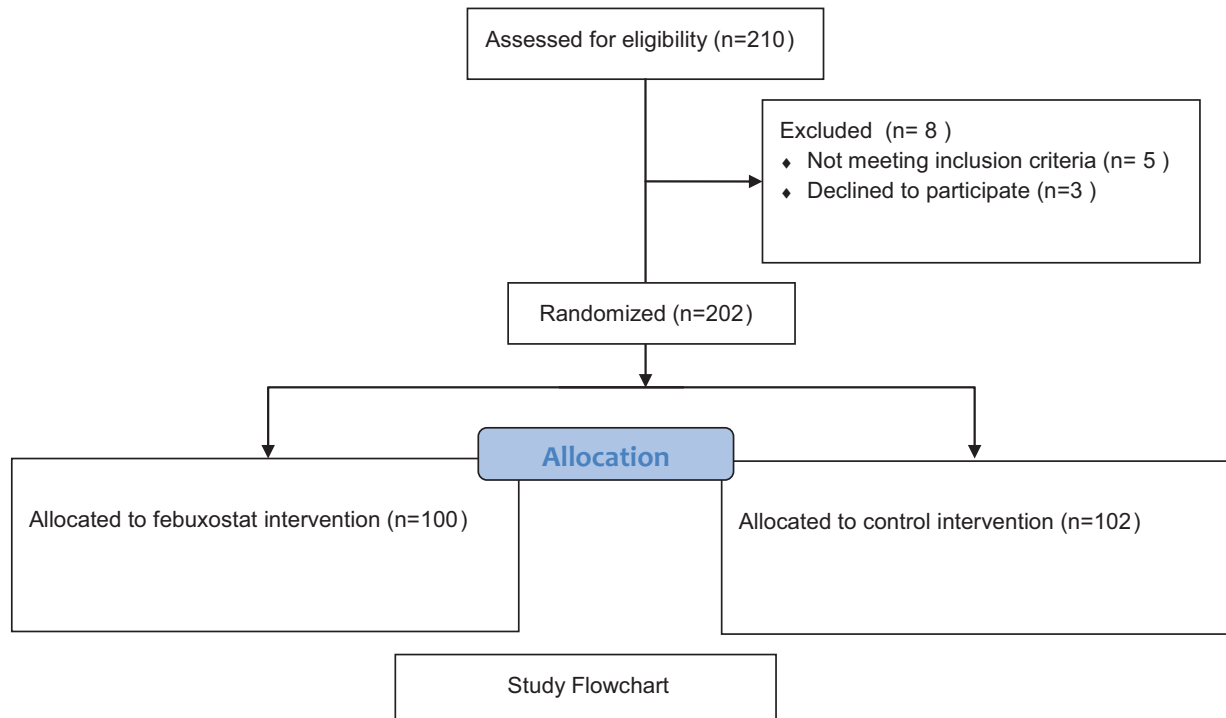 Assessed for eligibility (n=210)
Excluded (n= 8 )
♦ Not meeting inclusion criteria (n= 5 )
♦ Declined to participate (n=3 )
Randomized (n=202)
Allocation
Allocated to febuxostat intervention (n=100)
Allocated to control intervention (n=102)
Study Flowchart